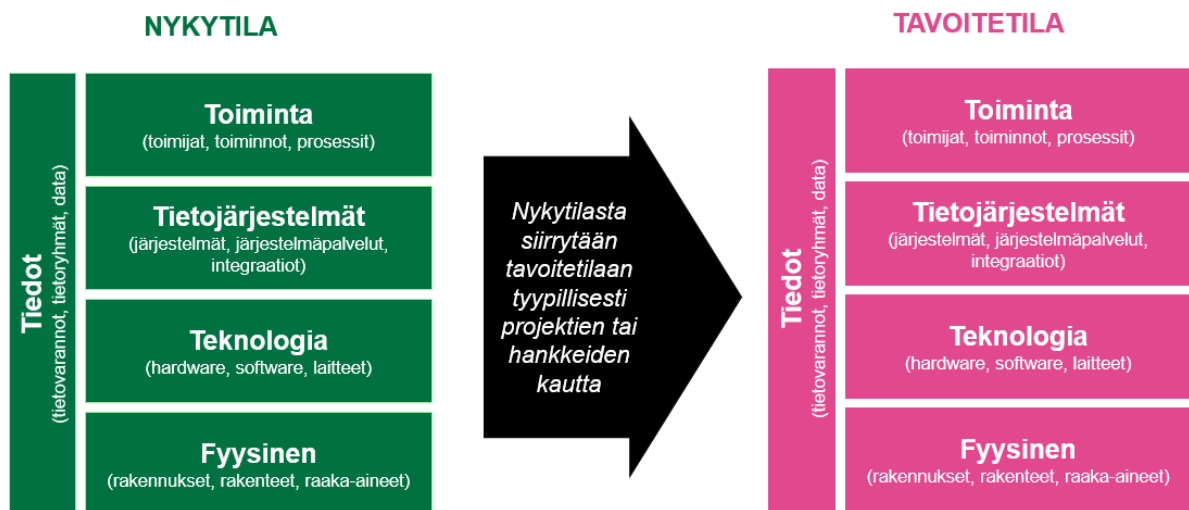 NYKYTILA
Tiedot
(tietovarannot, tietoryhmät, data)
Toiminta
(toimijat, toiminnot, prosessit)
Tietojärjestelmät
(järjestelmät, järjestelmäpalvelut,
integraatiot)
Teknologia
(hardware, software, laitteet)
Fyysinen
(rakennukset, rakenteet, raaka-aineet)
Nykytilasta
siirrytään
tavoitetilaan
tyypillisesti
projektien tai
hankkeiden
kautta
TAVOITETILA
Tiedot
(tietovarannot, tietoryhmät, data)
Toiminta
(toimijat, toiminnot, prosessit)
Tietojärjestelmät
(järjestelmät, järjestelmäpalvelut,
integraatiot)
Teknologia
(hardware, software, laitteet)
Fyysinen
(rakennukset, rakenteet, raaka-aineet)